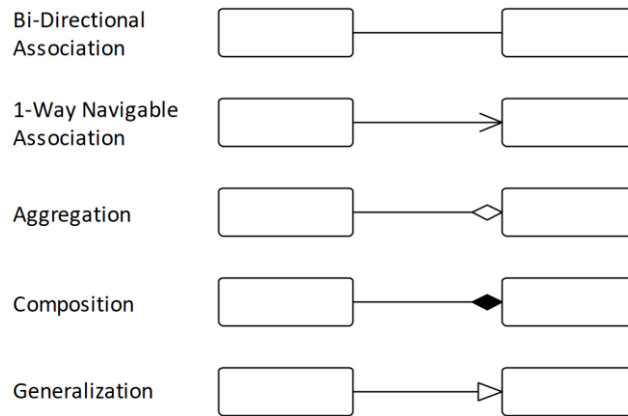 Bi-Directional
Association
1-Way Navigable
Association
Aggregation
Composition
Generalization